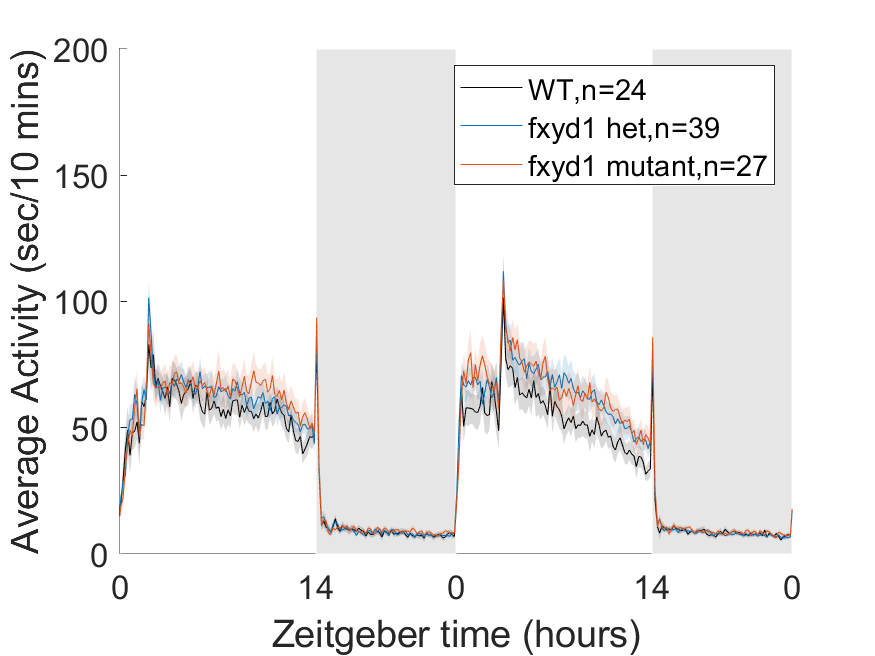 200
150
100
50
0
Average Activity (sec/10 mins)
WT,n=24
fxyd1 het,n=39
fxyd1 mutant,n=27
0 14 0 14 0
Zeitgeber time (hours)